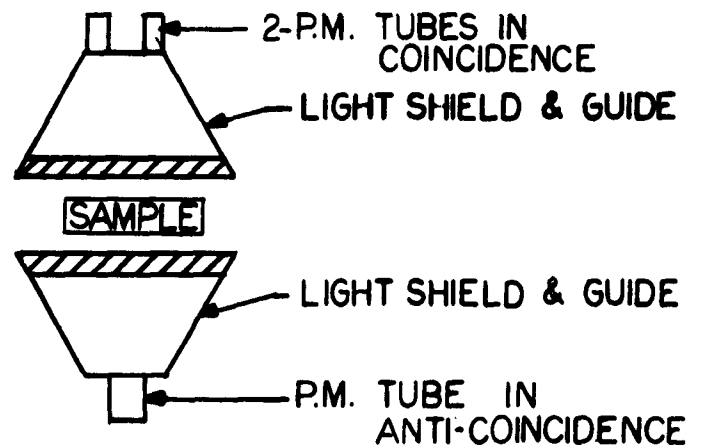 2-P.M. TUBES IN
COINCIDENCE
LIGHT SHIELD & GUIDE
SAMPLE
LIGHT SHIELD & GUIDE
P.M. TUBE IN
ANTI-COINCIDENCE